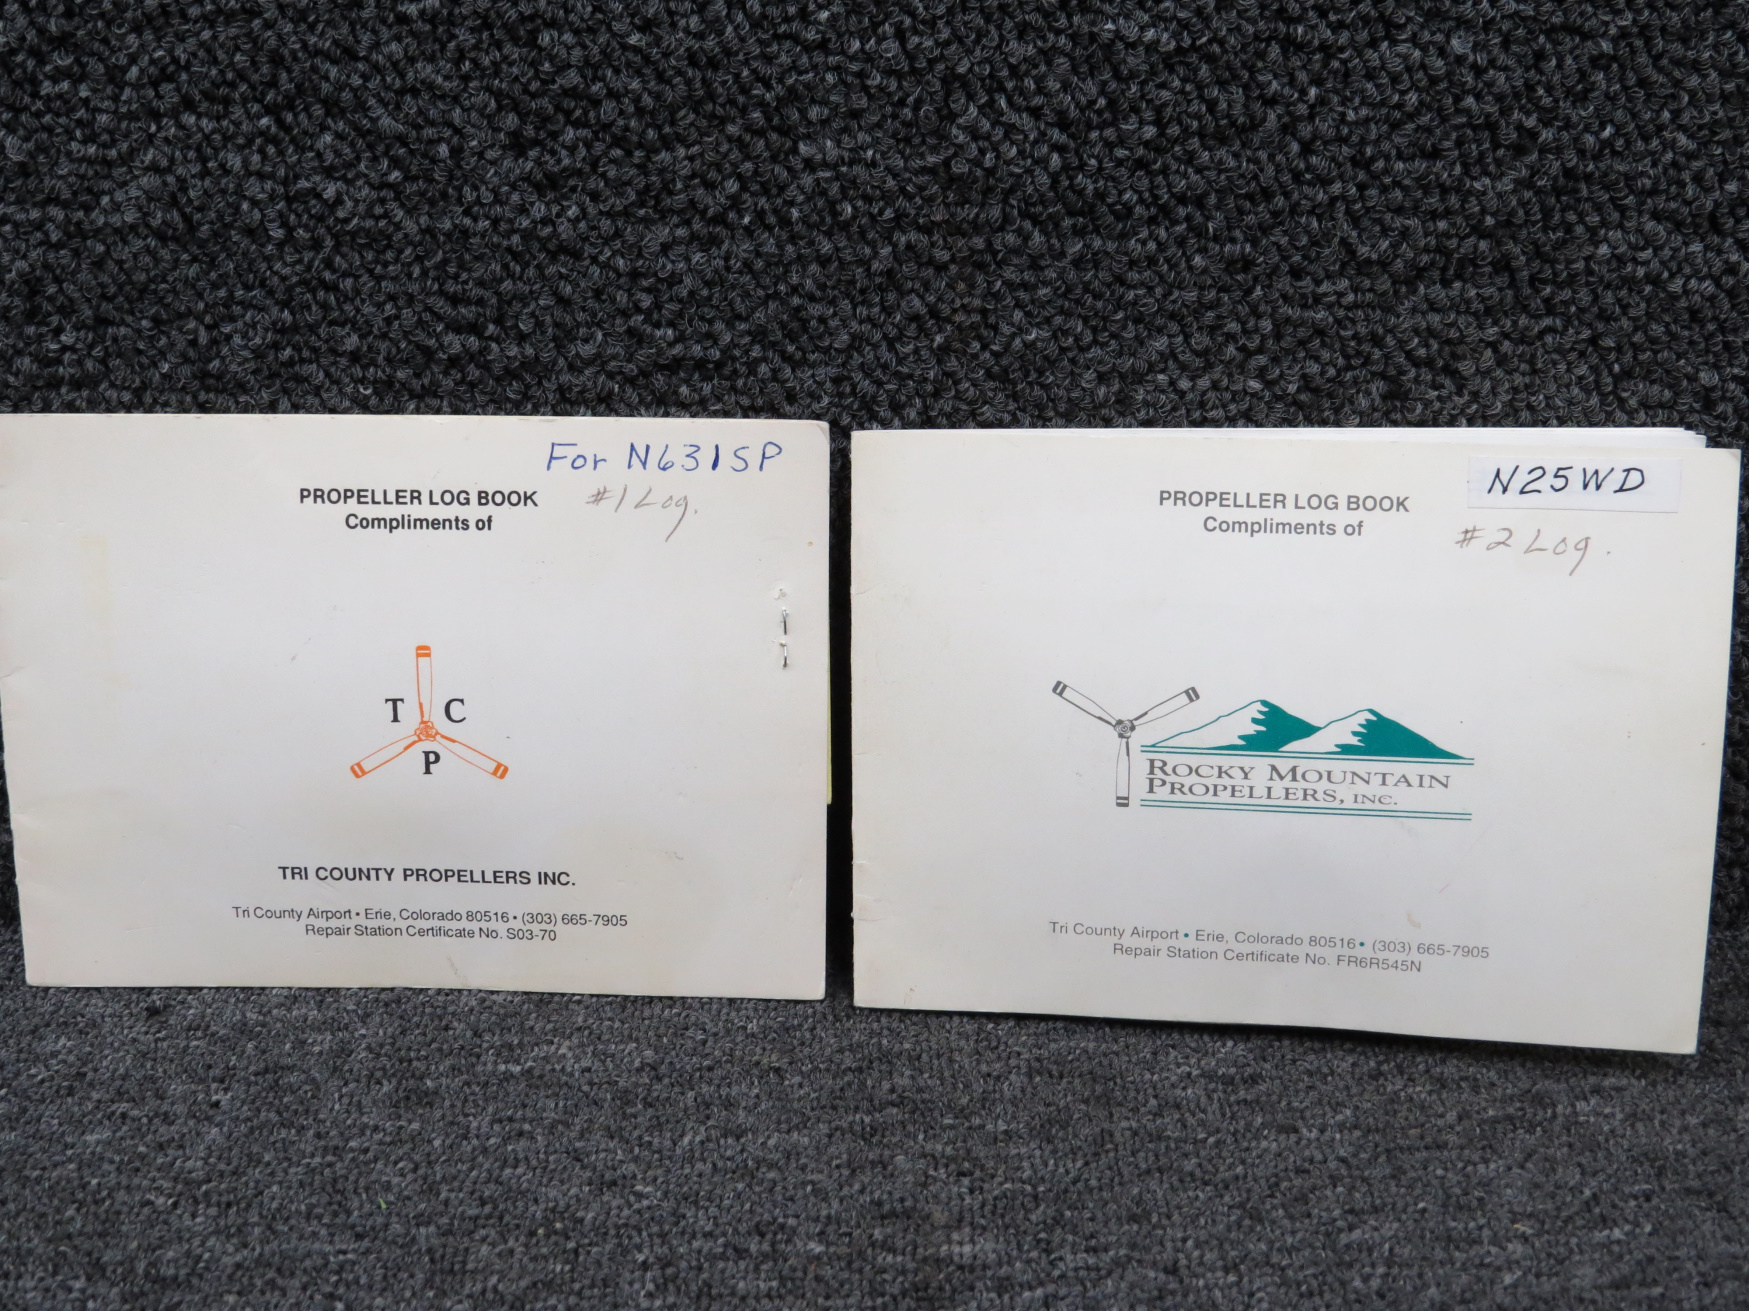 For N631SP
PROPELLER LOG BOOK
#1 Log.
Compliments of
T C
P
TRI COUNTY PROPELLERS INC.
Tri County Airport • Erie, Colorado 80516 • (303) 665-7905
Repair Station Certificate No. S03-70
N25WD
PROPELLER LOG BOOK
Compliments of
#2 Log.
ROCKY MOUNTAIN
PROPELLERS, INC.
Tri County Airport • Erie, Colorado 80516 • (303) 665-7905
Repair Station Certificate No. FR6R545N